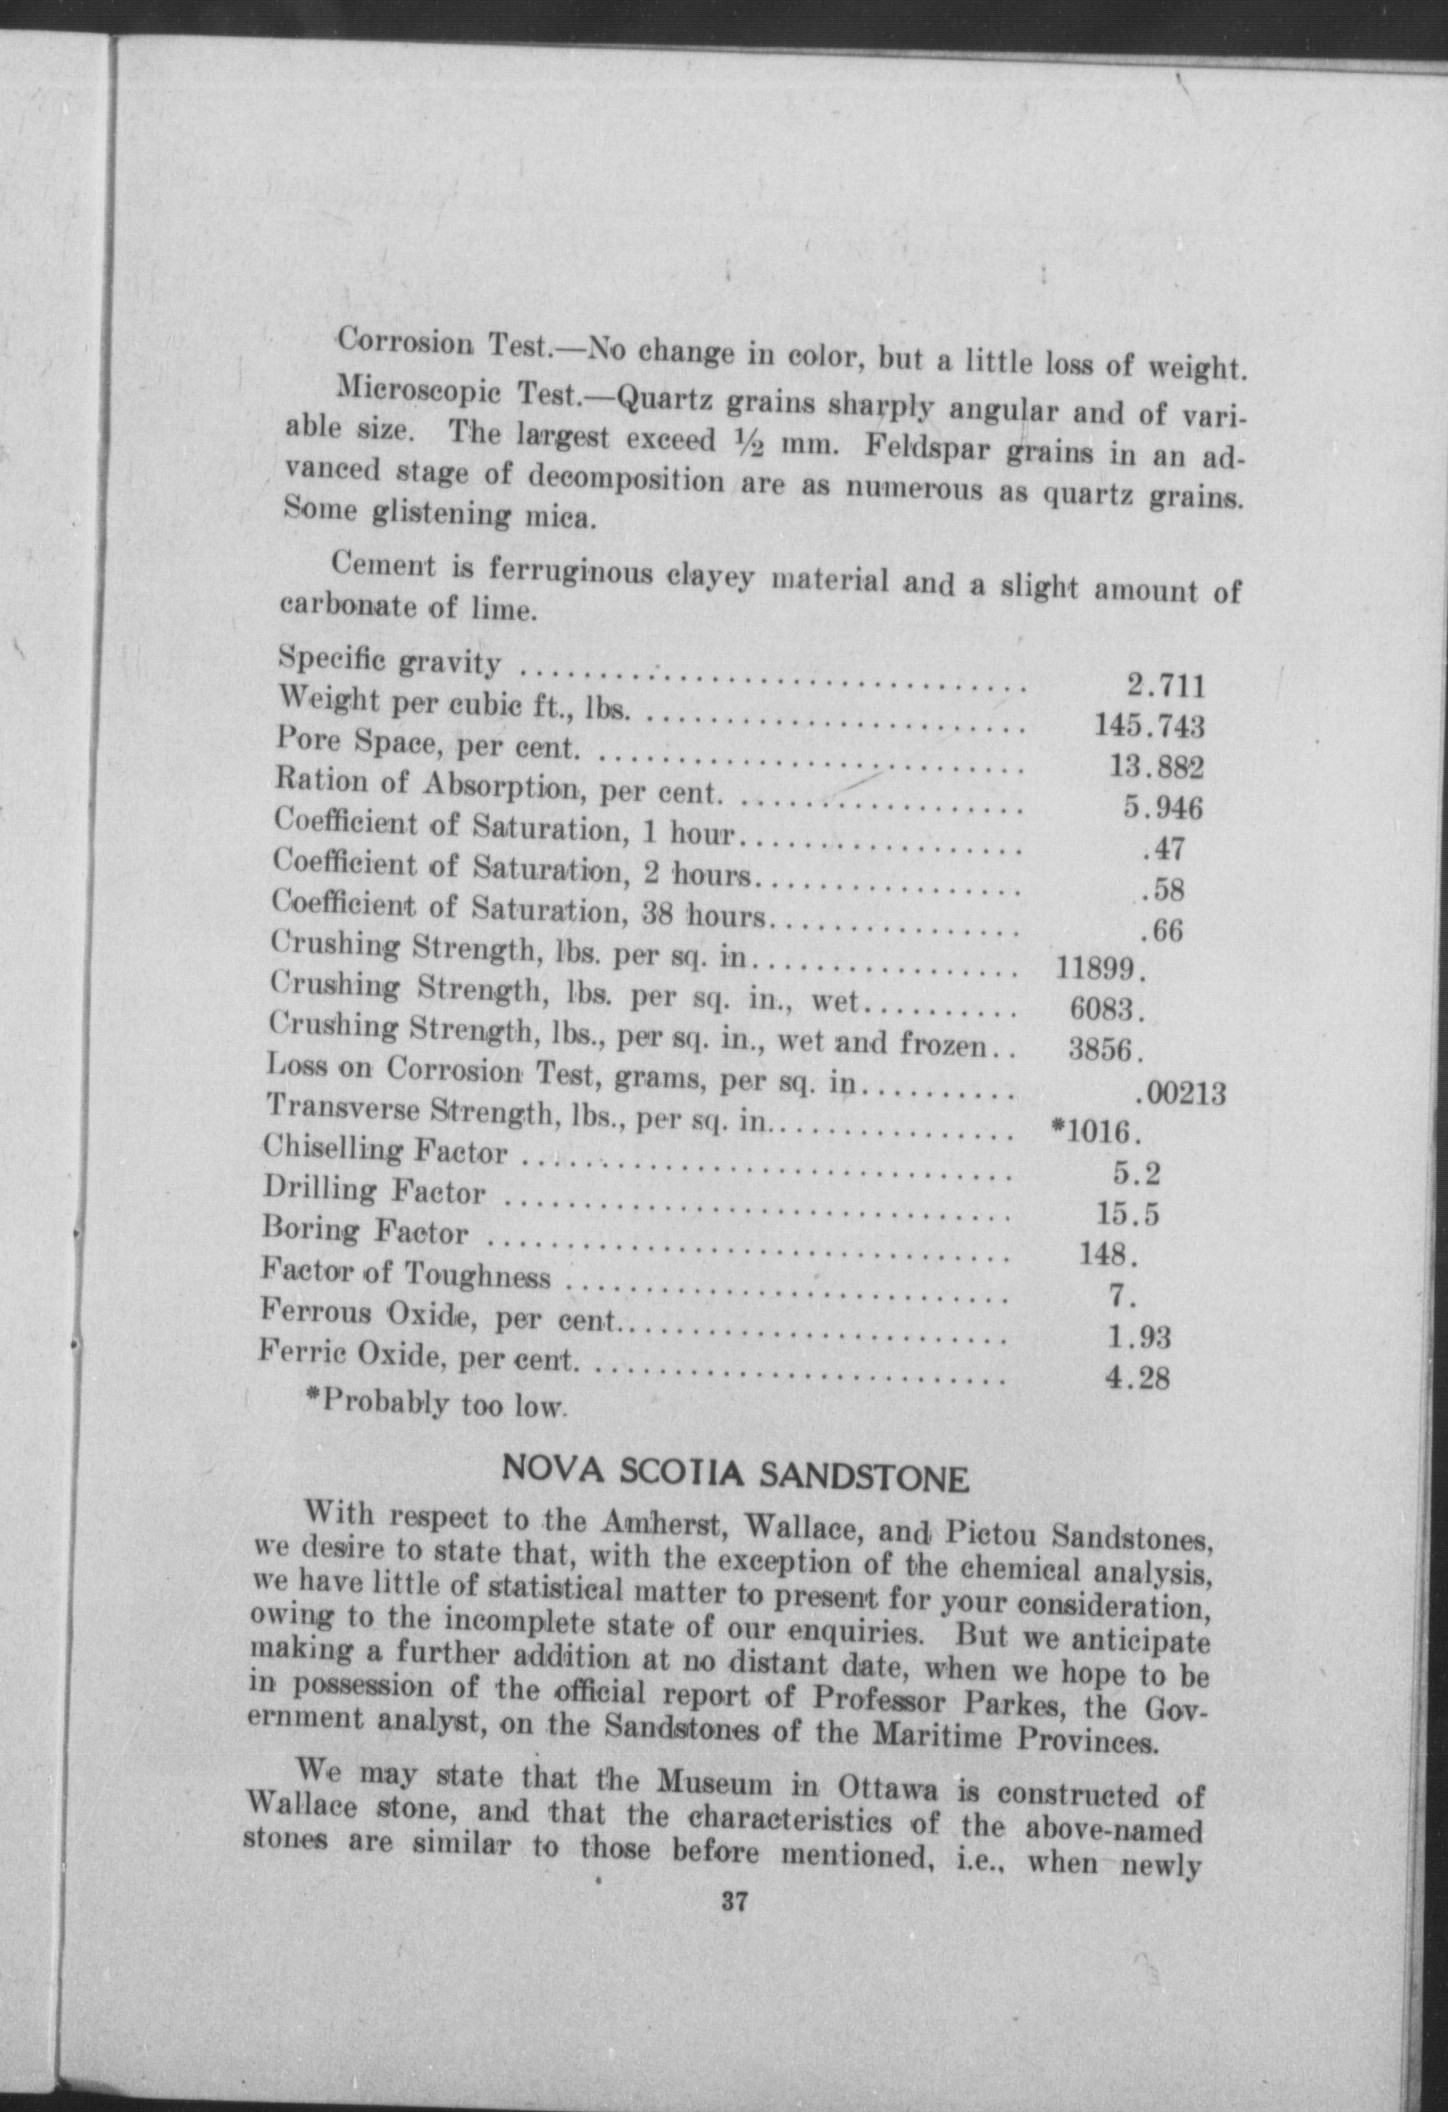 Corrosion Test.—No change in color, but a little loss of weight.
Microscopic Test.—Quartz grains sharply angular and of vari-
able size. The largest exceed ½ mm. Feldspar grains in an ad-
vanced stage of decomposition are as numerous as quartz grains.
Some glistening mica.
Cement is ferruginous clayey material and a slight amount of
carbonate of lime.
Specific gravity ................................ 2.711
Weight per cubic ft., lbs. ........................ 145.743
Pore Space, per cent. ........................... 13.882
Ration of Absorption, per cent. .................. 5.946
Coefficient of Saturation, 1 hour.................. .47
Coefficient of Saturation, 2 hours................. .58
Coefficient of Saturation, 38 hours................ .66
Crushing Strength, lbs. per sq. in................. 11899.
Crushing Strength, lbs. per sq. in., wet.......... 6083.
Crushing Strength, lbs., per sq. in., wet and frozen.. 3856.
Loss on Corrosion Test, grams, per sq. in.......... .00213
Transverse Strength, lbs., per sq. in................ *1016.
Chiselling Factor ............................... 5.2
Drilling Factor ................................ 15.5
Boring Factor ................................. 148.
Factor of Toughness ............................ 7.
Ferrous Oxide, per cent......................... 1.93
Ferric Oxide, per cent. .......................... 4.28
*Probably too low.
NOVA SCOTIA SANDSTONE
With respect to the Amherst, Wallace, and Pictou Sandstones,
we desire to state that, with the exception of the chemical analysis,
we have little of statistical matter to present for your consideration,
owing to the incomplete state of our enquiries. But we anticipate
making a further addition at no distant date, when we hope to be
in possession of the official report of Professor Parkes, the Gov-
ernment analyst, on the Sandstones of the Maritime Provinces.
We may state that the Museum in Ottawa is constructed of
Wallace stone, and that the characteristics of the above-named
stones are similar to those before mentioned, i.e., when newly
37